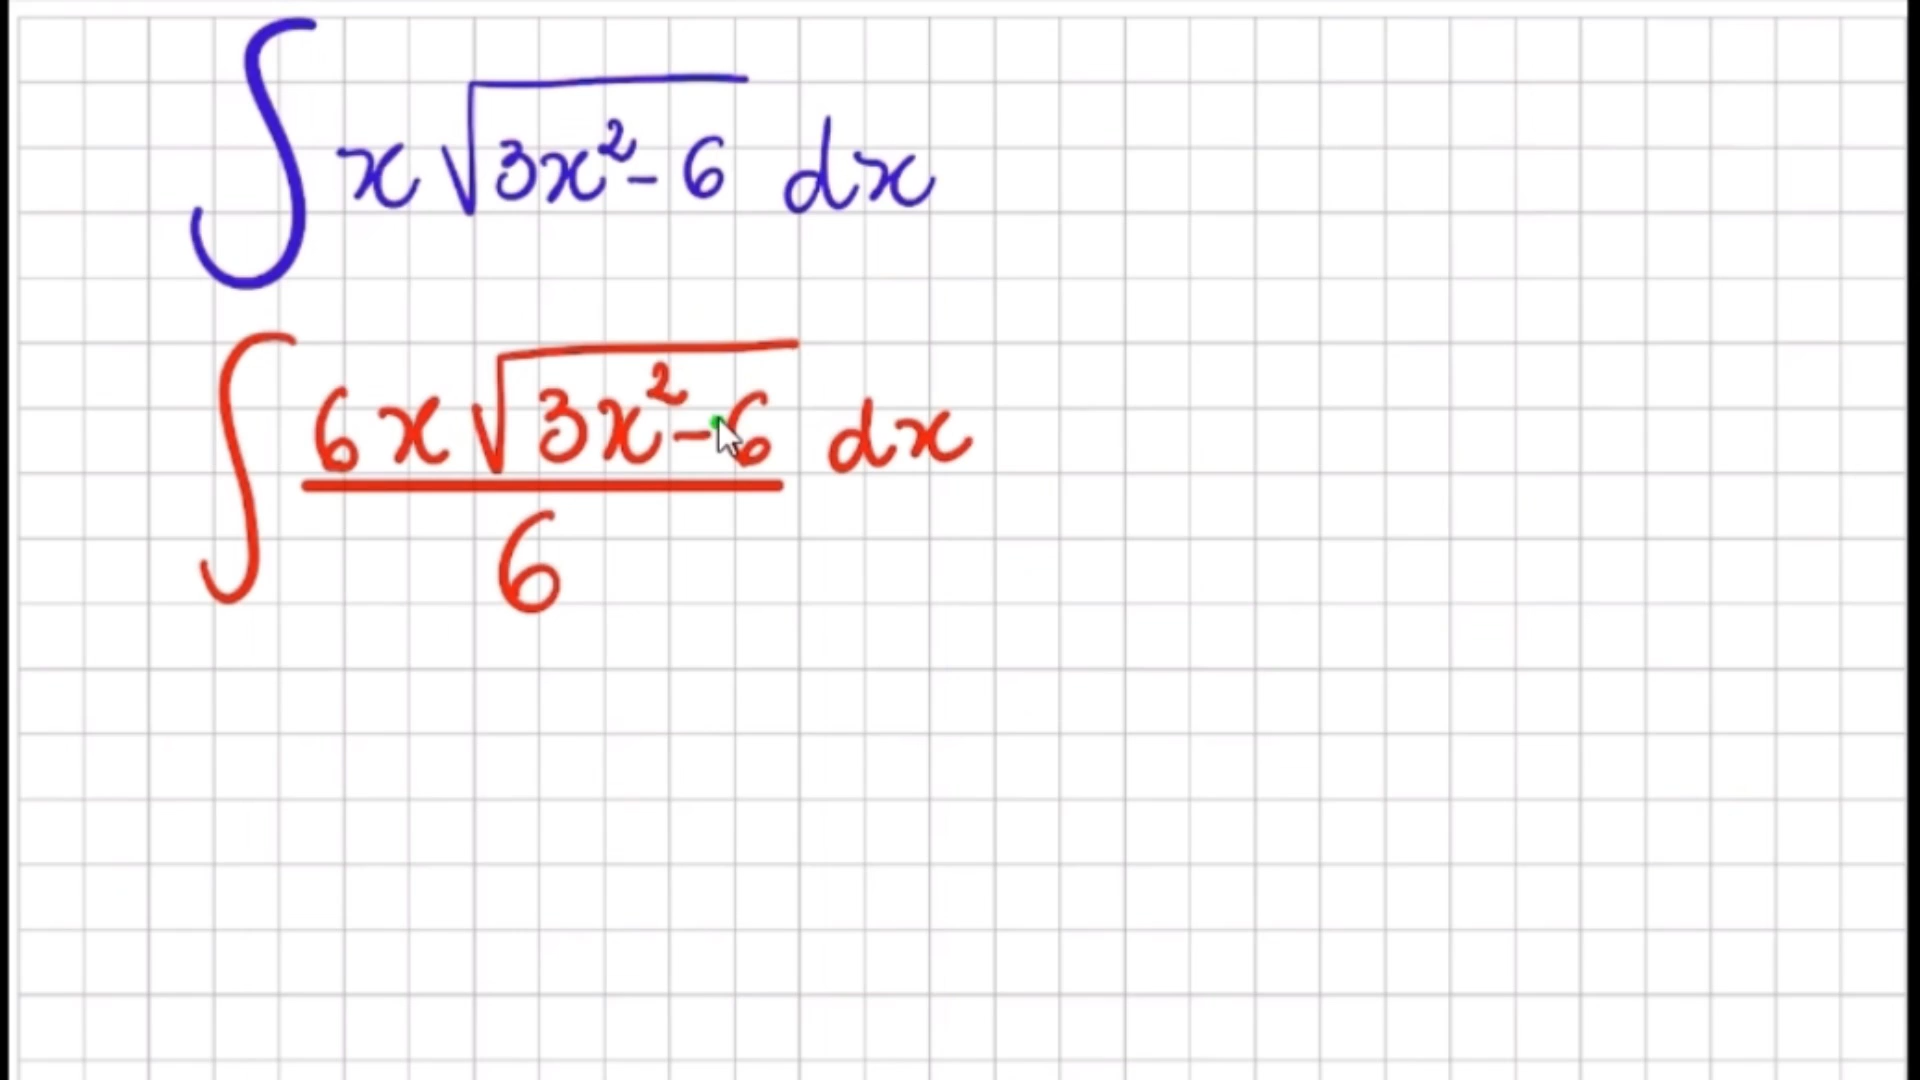 ∫ x √(3x² - 6) dx
∫ (6x √(3x² - 6)) / 6 dx